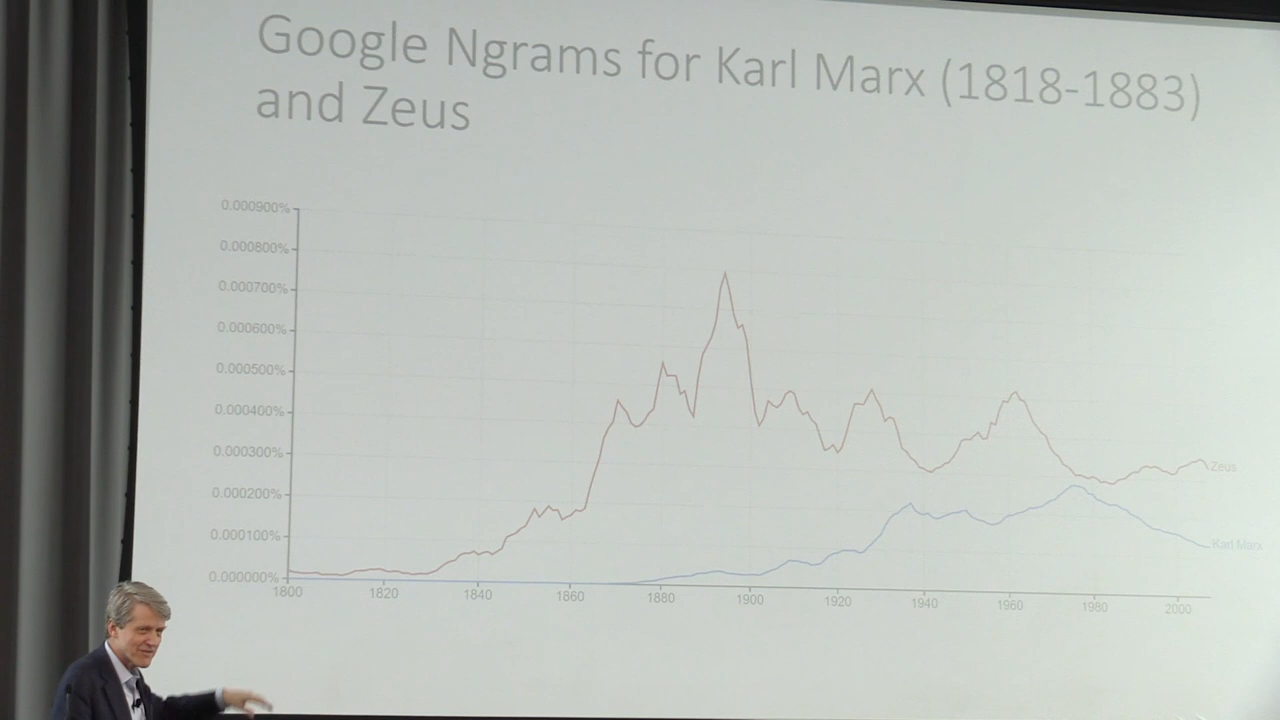 Google Ngrams for Karl Marx (1818-1883)
and Zeus
0.000900%
0.000800%
0.000700%
0.000600%
0.000500%
0.000400%
0.000300%
0.000200%
0.000100%
0.000000%
Zeus
Karl Marx
1800 1820 1840 1860 1880 1900 1920 1940 1960 1980 2000